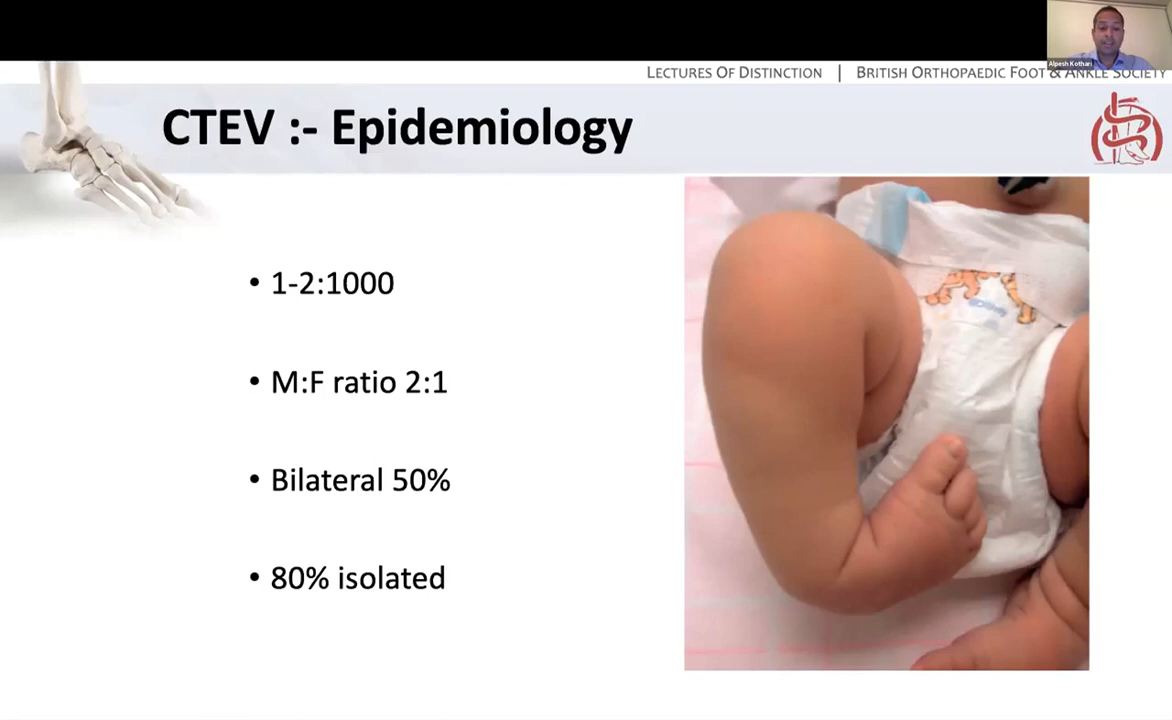 Alpesh Kothari
LECTURES OF DISTINCTION | BRITISH ORTHOPAEDIC FOOT & ANKLE SOCIETY
CTEV :- Epidemiology
• 1-2:1000
• M:F ratio 2:1
• Bilateral 50%
• 80% isolated